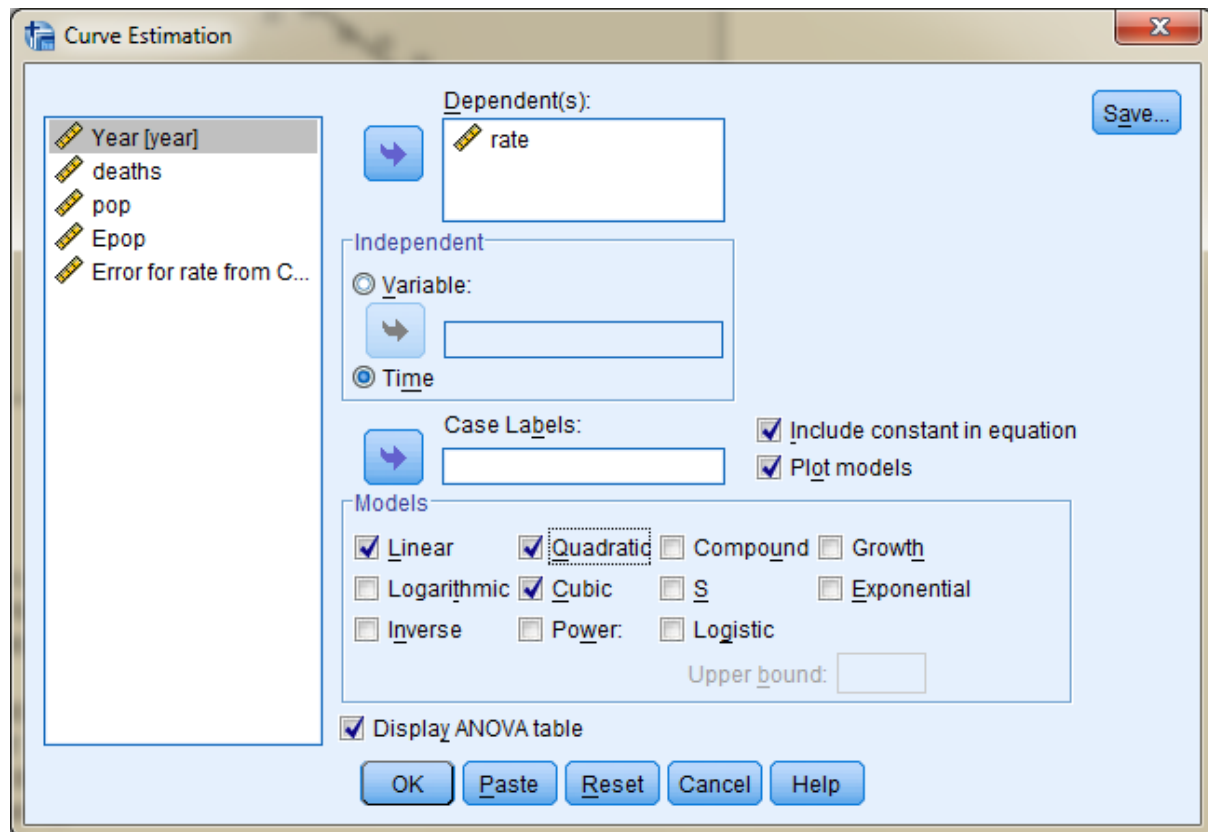 Curve Estimation
Dependent(s):
Save...
Year [year]
deaths
pop
Epop
Error for rate from C...
rate
Independent
Variable:
Time
Case Labels:
Include constant in equation
Plot models
Models
Linear Quadratic Compound Growth
Logarithmic Cubic S Exponential
Inverse Power: Logistic
Upper bound:
Display ANOVA table
OK Paste Reset Cancel Help